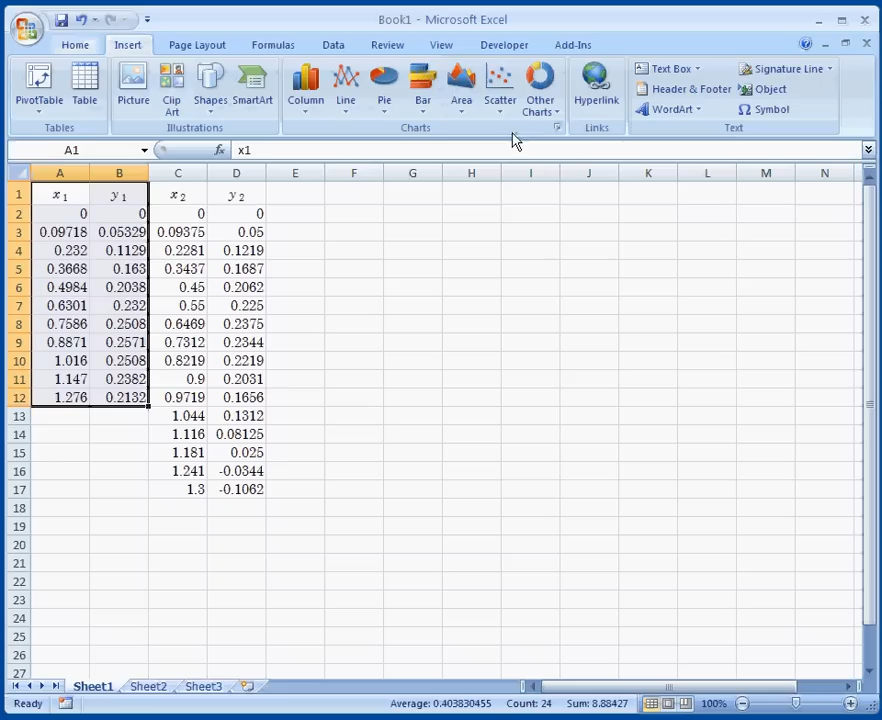 Book1 - Microsoft Excel
Home Insert Page Layout Formulas Data Review View Developer Add-Ins
PivotTable Table Picture Clip Art Shapes SmartArt Column Line Pie Bar Area Scatter Other Charts Hyperlink Text Box Header & Footer WordArt Signature Line Object Symbol
Tables Illustrations Charts Links Text
A1 fx x1
A B C D E F G H I J K L M N
1 x 1 y 1 x 2 y 2
2 0 0 0 0
3 0.09718 0.05329 0.09375 0.05
4 0.232 0.1129 0.2281 0.1219
5 0.3668 0.163 0.3437 0.1687
6 0.4984 0.2038 0.45 0.2062
7 0.6301 0.232 0.55 0.225
8 0.7586 0.2508 0.6469 0.2375
9 0.8871 0.2571 0.7312 0.2344
10 1.016 0.2508 0.8219 0.2219
11 1.147 0.2382 0.9 0.2031
12 1.276 0.2132 0.9719 0.1656
13 1.044 0.1312
14 1.116 0.08125
15 1.181 0.025
16 1.241 -0.0344
17 1.3 -0.1062
18
19
20
21
22
23
24
25
26
27
Sheet1 Sheet2 Sheet3
Ready Average: 0.403830455 Count: 24 Sum: 8.88427 100%